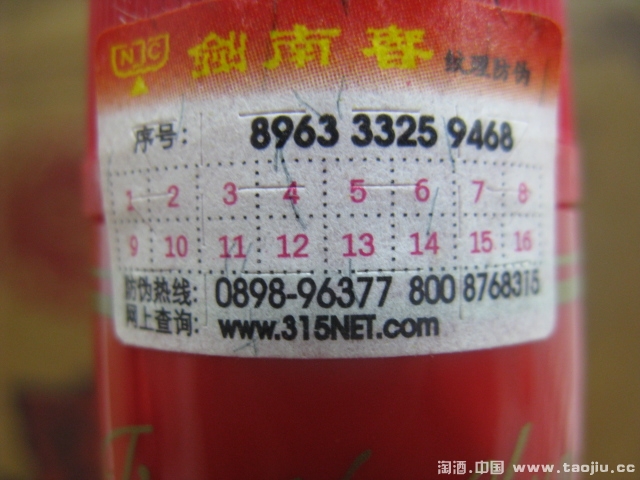 NJC 剑南春 纹理防伪
序号： 8963 3325 9468
1 2 3 4 5 6 7 8
9 10 11 12 13 14 15 16
防伪热线： 0898-96377 800 8768315
网上查询： www.315NET.com
淘酒.中国 www.taojiu.cc